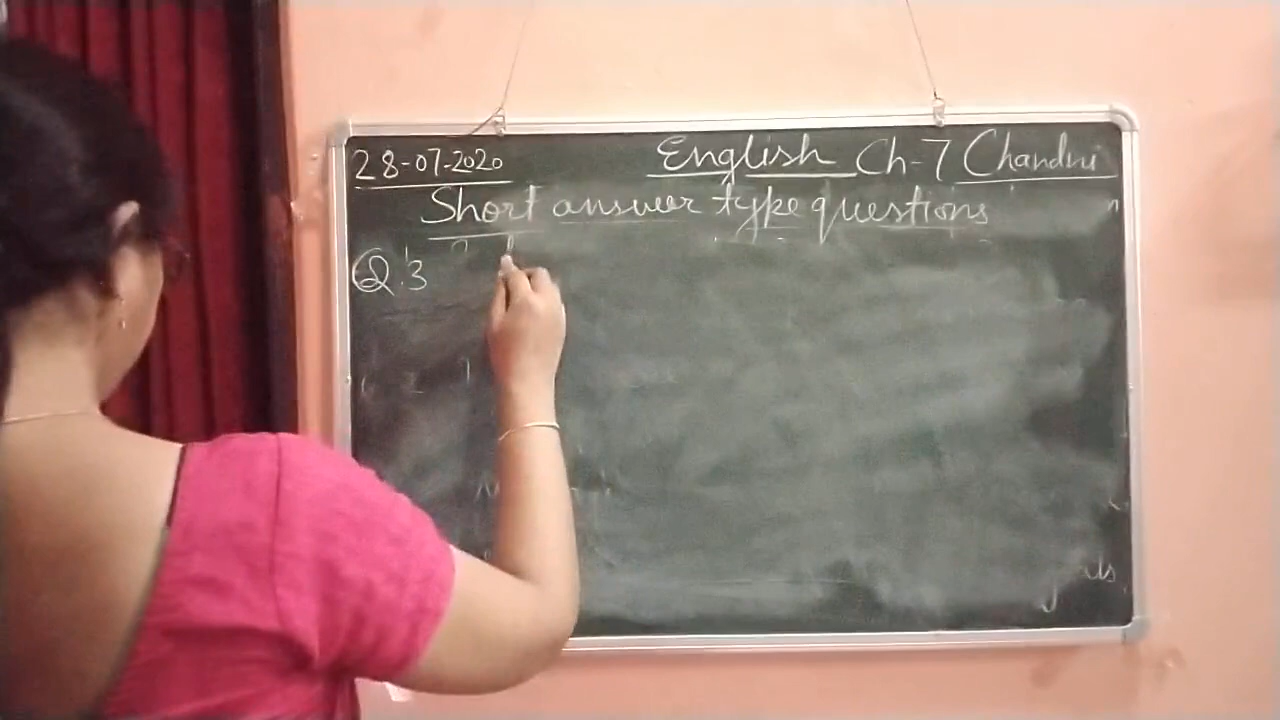 28-07-2020 English Ch-7 Chandni
Short answer type questions
Q.3